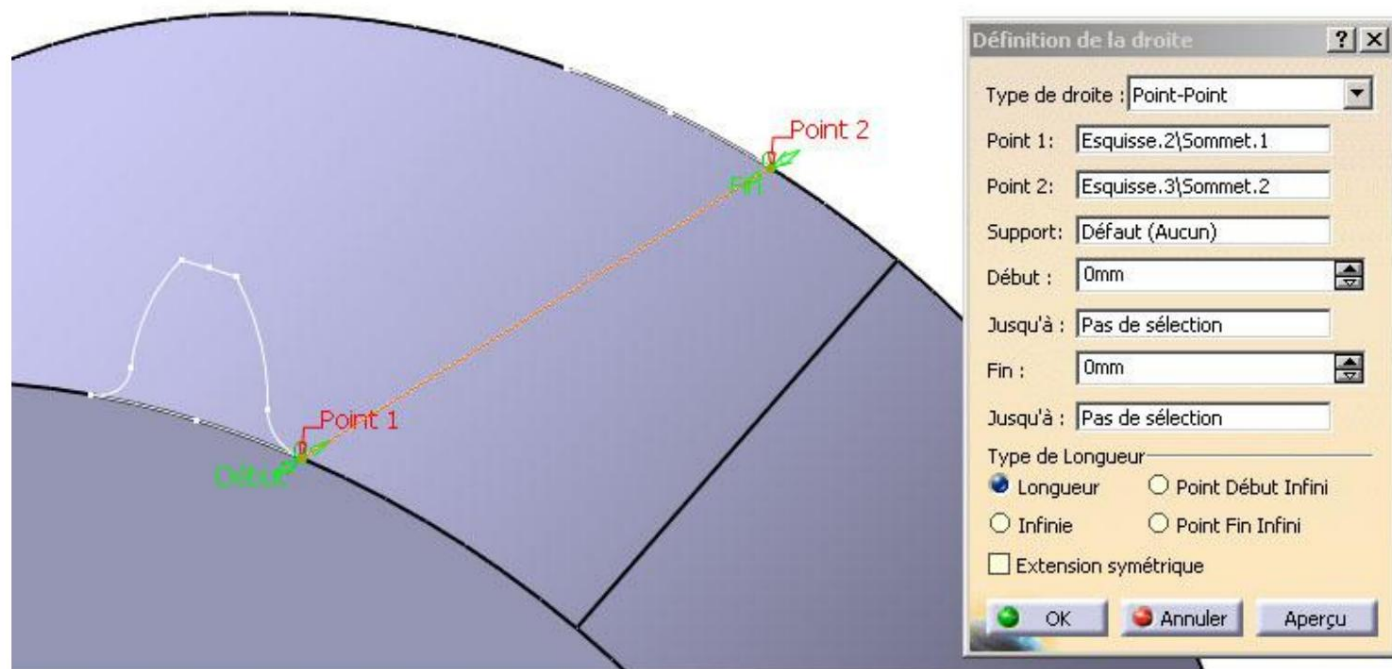 Point 2
Fin
Point 1
Début
Définition de la droite
Type de droite : Point-Point
Point 1: Esquisse.2\Sommet.1
Point 2: Esquisse.3\Sommet.2
Support: Défaut (Aucun)
Début : 0mm
Jusqu'à : Pas de sélection
Fin : 0mm
Jusqu'à : Pas de sélection
Type de Longueur
Longueur Point Début Infini
Infinie Point Fin Infini
Extension symétrique
OK Annuler Aperçu